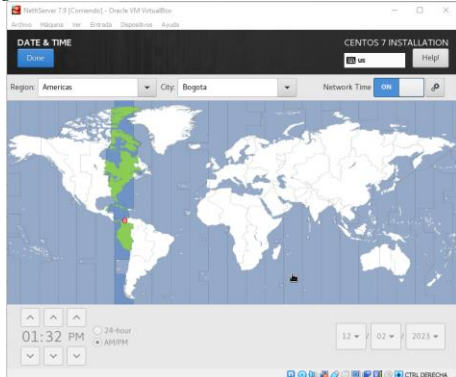 NethServer 7.9 [Corriendo] - Oracle VM VirtualBox
Archivo Máquina Ver Entrada Dispositivos Ayuda
DATE & TIME
CENTOS 7 INSTALLATION
Done
us
Help!
Region: Americas City: Bogota Network Time ON
01:32 PM
24-hour
AM/PM
12 / 02 / 2023
CTRL DERECHA